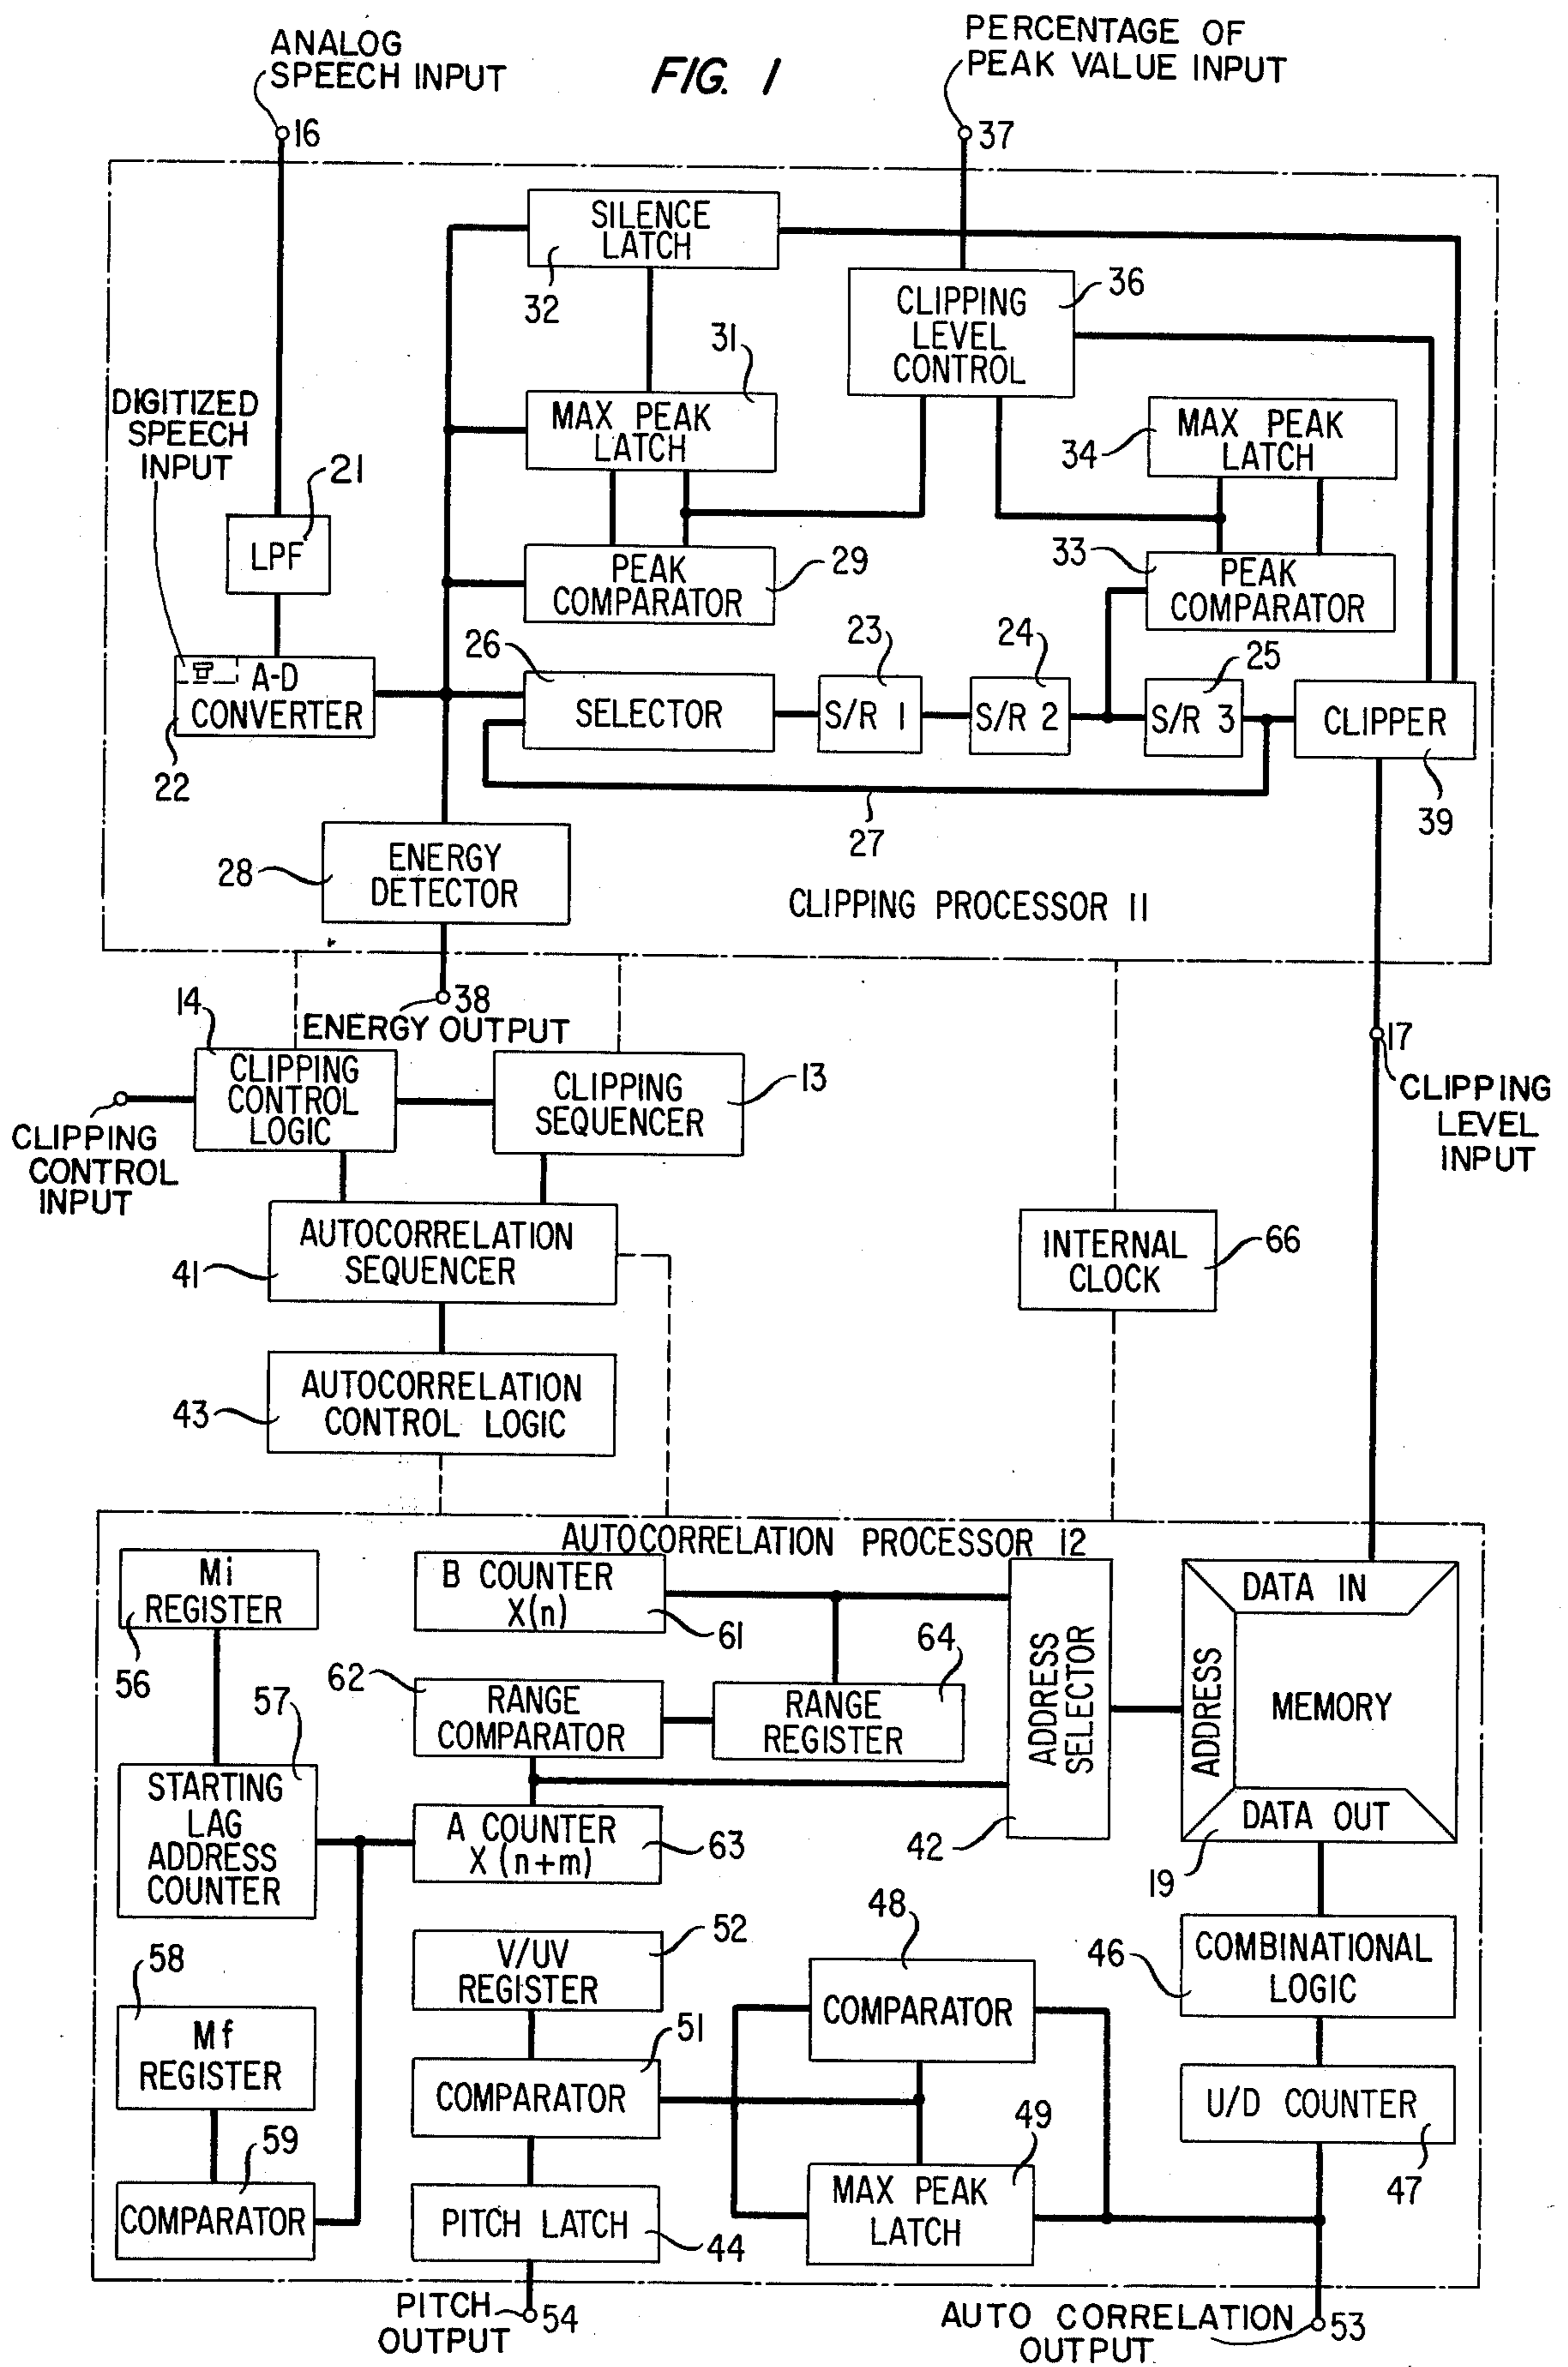 ANALOG
SPEECH INPUT
FIG. 1
PERCENTAGE OF
PEAK VALUE INPUT
16
37
SILENCE
LATCH
32
CLIPPING
LEVEL
CONTROL
36
31
MAX PEAK
LATCH
MAX PEAK
LATCH
34
DIGITIZED
SPEECH
INPUT
21
LPF
PEAK
COMPARATOR
29
33
PEAK
COMPARATOR
A-D
CONVERTER
22
26
SELECTOR
23
S/R 1
24
S/R 2
25
S/R 3
CLIPPER
39
27
28
ENERGY
DETECTOR
CLIPPING PROCESSOR 11
38
ENERGY OUTPUT
14
CLIPPING
CONTROL
LOGIC
CLIPPING
SEQUENCER
13
17
CLIPPING
LEVEL
INPUT
CLIPPING
CONTROL
INPUT
AUTOCORRELATION
SEQUENCER
41
INTERNAL
CLOCK
66
AUTOCORRELATION
CONTROL LOGIC
43
AUTOCORRELATION PROCESSOR 12
Mi
REGISTER
56
B COUNTER
X(n)
61
DATA IN
ADDRESS
MEMORY
DATA OUT
19
ADDRESS
SELECTOR
42
62
RANGE
COMPARATOR
64
RANGE
REGISTER
57
STARTING
LAG
ADDRESS
COUNTER
A COUNTER
X (n+m)
63
52
V/UV
REGISTER
48
COMPARATOR
46
COMBINATIONAL
LOGIC
58
Mf
REGISTER
51
COMPARATOR
U/D COUNTER
47
59
COMPARATOR
PITCH LATCH
44
49
MAX PEAK
LATCH
PITCH
OUTPUT
54
AUTO CORRELATION
OUTPUT
53